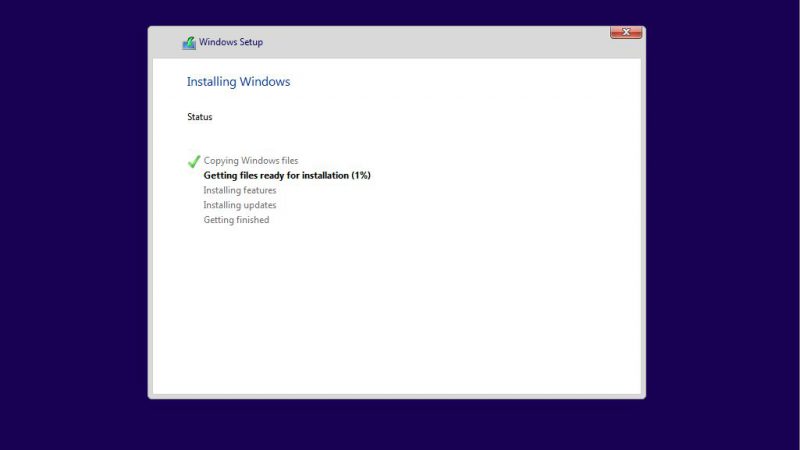 Windows Setup
Installing Windows
Status
Copying Windows files
Getting files ready for installation (1%)
Installing features
Installing updates
Getting finished